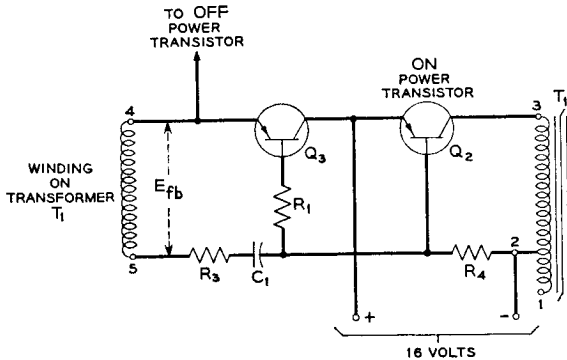 TO OFF
POWER
TRANSISTOR
ON
POWER
TRANSISTOR
T1
4
3
Q3
Q2
WINDING
ON
TRANSFORMER
T1
Efb
R1
2
5
R3
C1
R4
1
+
-
16 VOLTS